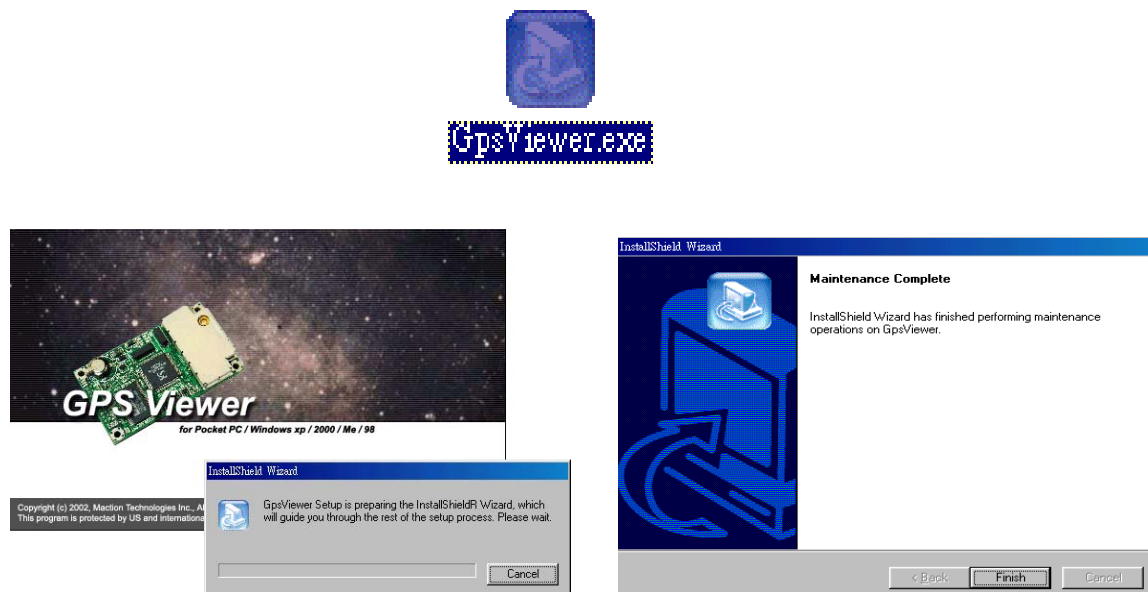 GpsViewer.exe
GPS Viewer
for Pocket PC / Windows xp / 2000 / Me / 98
Copyright (c) 2002, Maction Technologies Inc., Al
This program is protected by US and internationa
InstallShield Wizard
GpsViewer Setup is preparing the InstallShieldR Wizard, which
will guide you through the rest of the setup process. Please wait.
Cancel
InstallShield Wizard
Maintenance Complete
InstallShield Wizard has finished performing maintenance
operations on GpsViewer.
< Back
Finish
Cancel